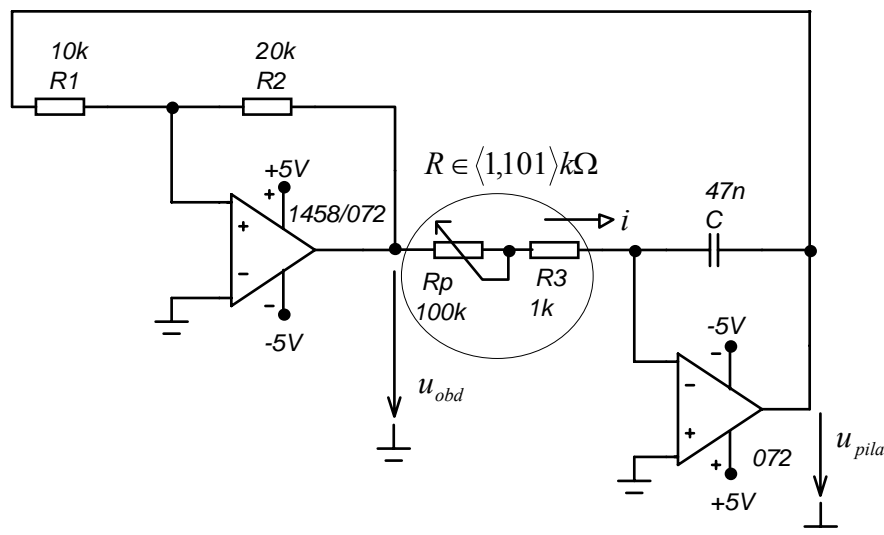 10k
R1
20k
R2
+5V
+
1458/072
+
−
−
-5V
R ∈ ⟨1,101⟩ kΩ
i
Rp
100k
R3
1k
47n
C
u_obd
-5V
−
−
+
+
072
+5V
u_pila